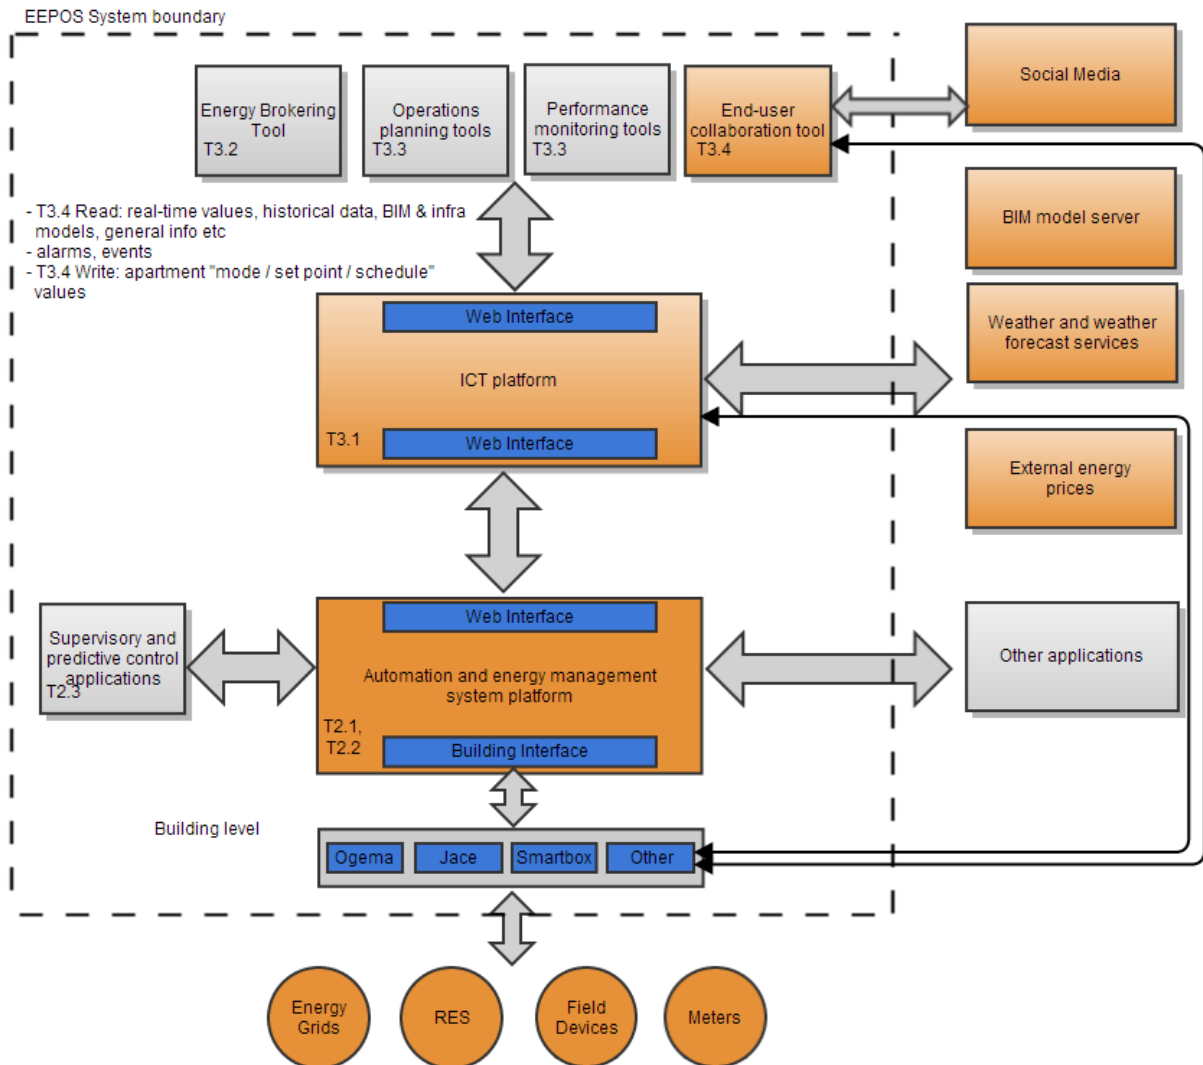 EEPOS System boundary
Energy Brokering
Tool
T3.2
Operations
planning tools
T3.3
Performance
monitoring tools
T3.3
End-user
collaboration tool
T3.4
Social Media
- T3.4 Read: real-time values, historical data, BIM & infra
models, general info etc
- alarms, events
- T3.4 Write: apartment "mode / set point / schedule"
values
BIM model server
Web Interface
ICT platform
T3.1
Web Interface
Weather and weather
forecast services
External energy
prices
Supervisory and
predictive control
applications
T2.3
Web Interface
Automation and energy management
system platform
T2.1,
T2.2
Building Interface
Other applications
Building level
Ogema
Jace
Smartbox
Other
Energy
Grids
RES
Field
Devices
Meters